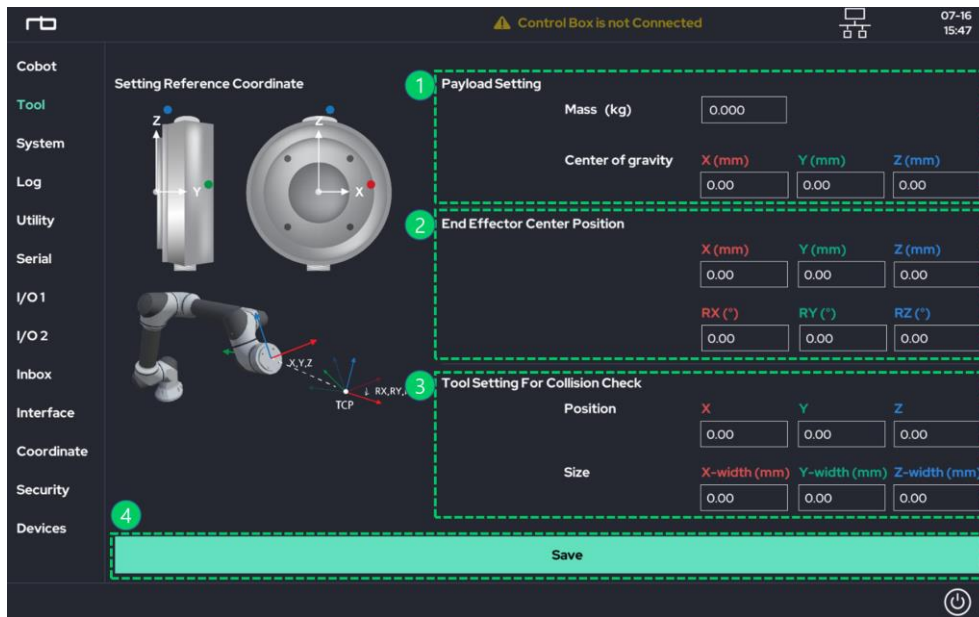 rb
Control Box is not Connected
07-16
15:47
Cobot
Tool
System
Log
Utility
Serial
I/O 1
I/O 2
Inbox
Interface
Coordinate
Security
Devices
Setting Reference Coordinate
Z
Y
Z
X
X,Y,Z
TCP
↓ RX,RY,
1
Payload Setting
Mass (kg)
0.000
Center of gravity
X (mm) Y (mm) Z (mm)
0.00 0.00 0.00
2
End Effector Center Position
X (mm) Y (mm) Z (mm)
0.00 0.00 0.00
RX (°) RY (°) RZ (°)
0.00 0.00 0.00
3
Tool Setting For Collision Check
Position
X Y Z
0.00 0.00 0.00
Size
X-width (mm) Y-width (mm) Z-width (mm)
0.00 0.00 0.00
4
Save